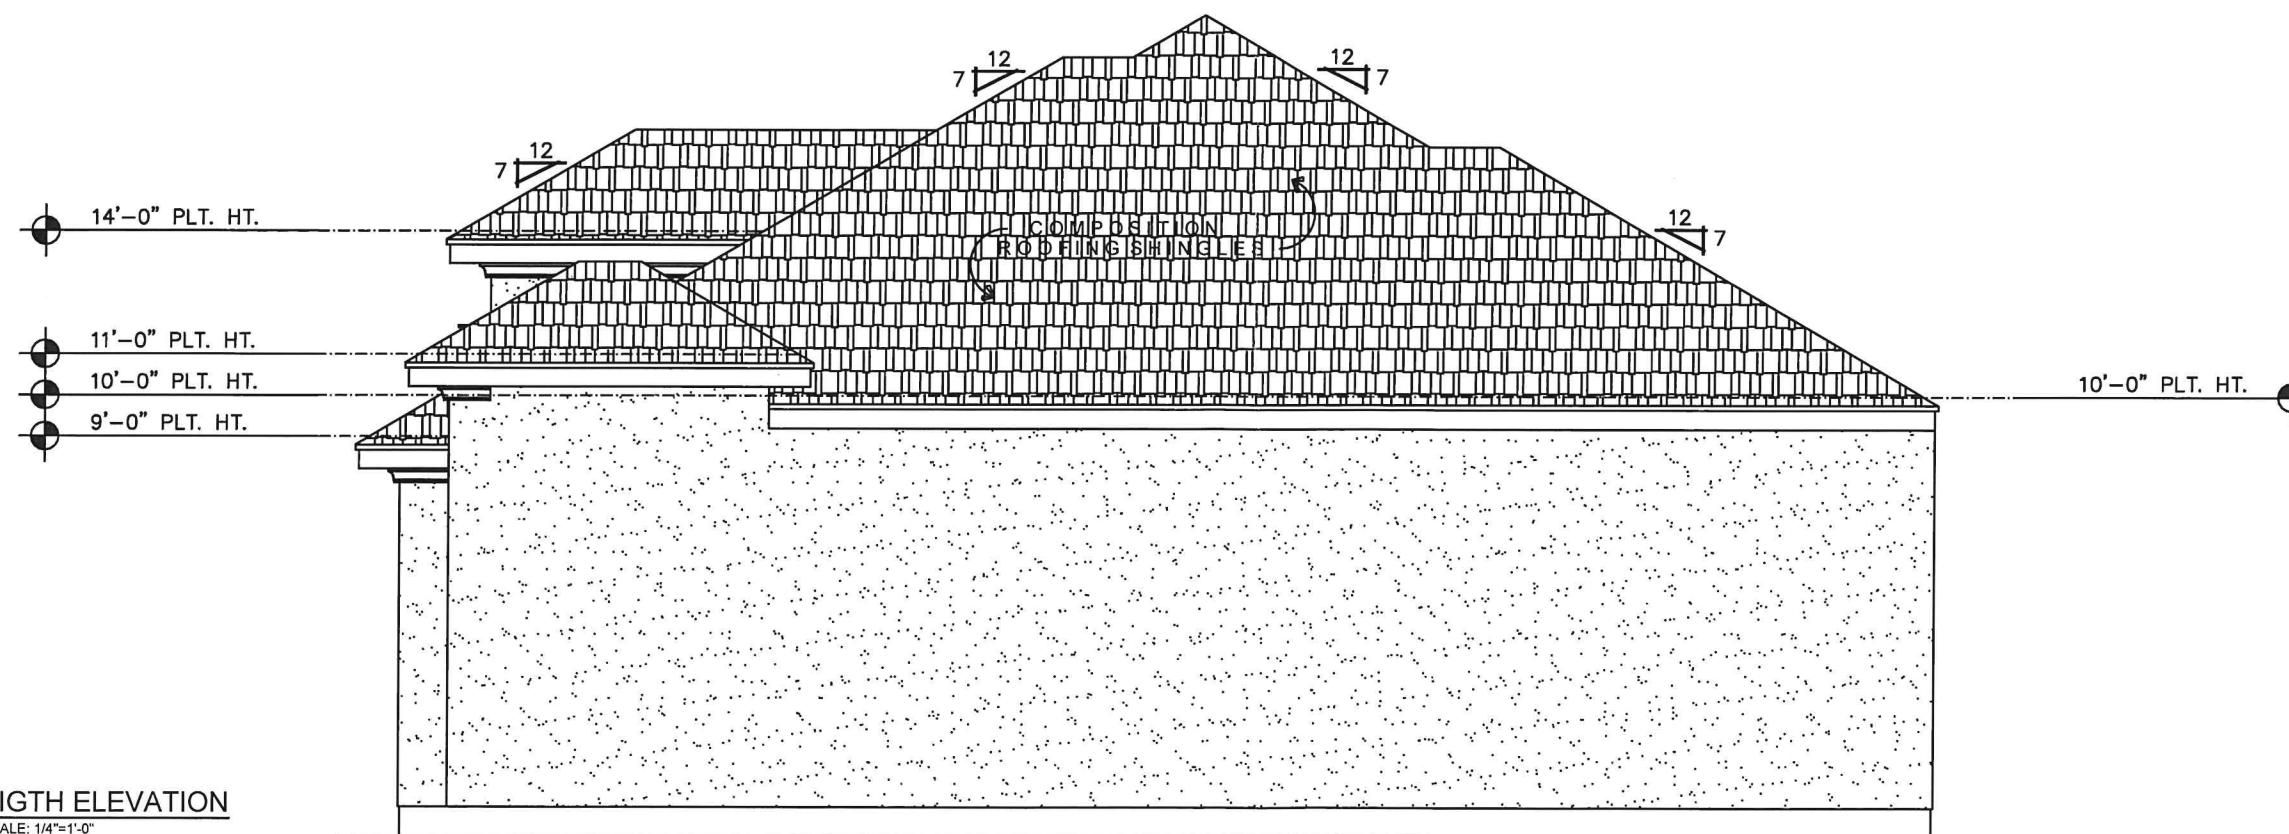 12
7
12
7
12
7
14'-0" PLT. HT.
12
7
COMPOSITION
ROOFING SHINGLES
11'-0" PLT. HT.
10'-0" PLT. HT.
10'-0" PLT. HT.
9'-0" PLT. HT.
IGTH ELEVATION
ALE: 1/4"=1'-0"